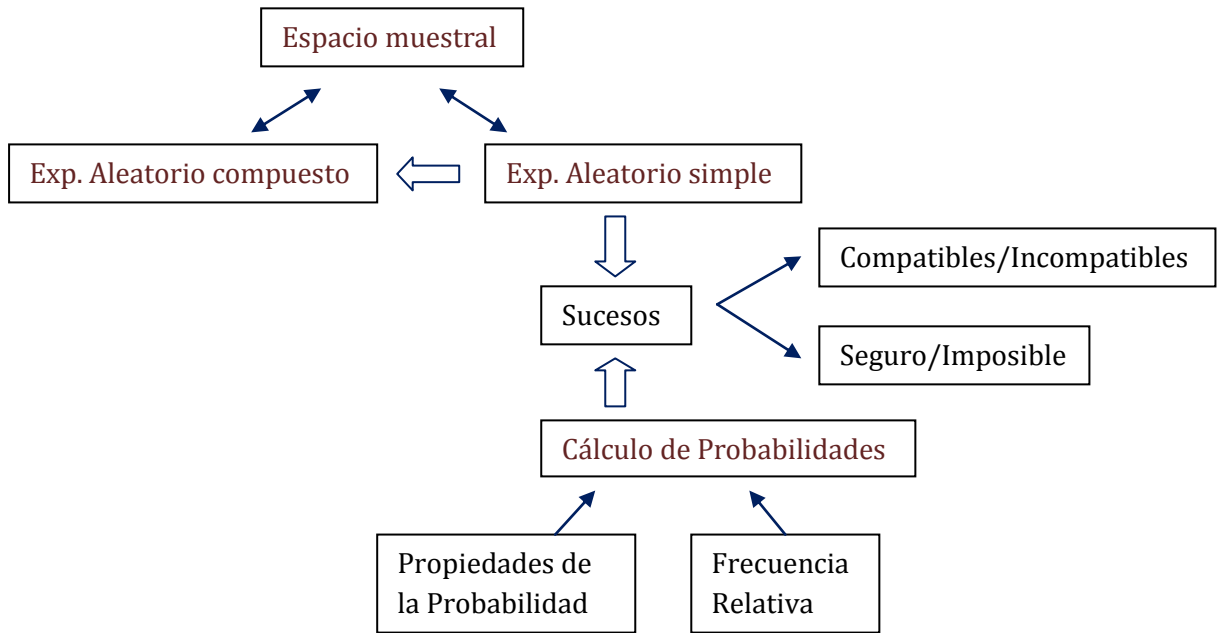 Espacio muestral
Exp. Aleatorio compuesto
Exp. Aleatorio simple
Compatibles/Incompatibles
Sucesos
Seguro/Imposible
Cálculo de Probabilidades
Propiedades de
la Probabilidad
Frecuencia
Relativa